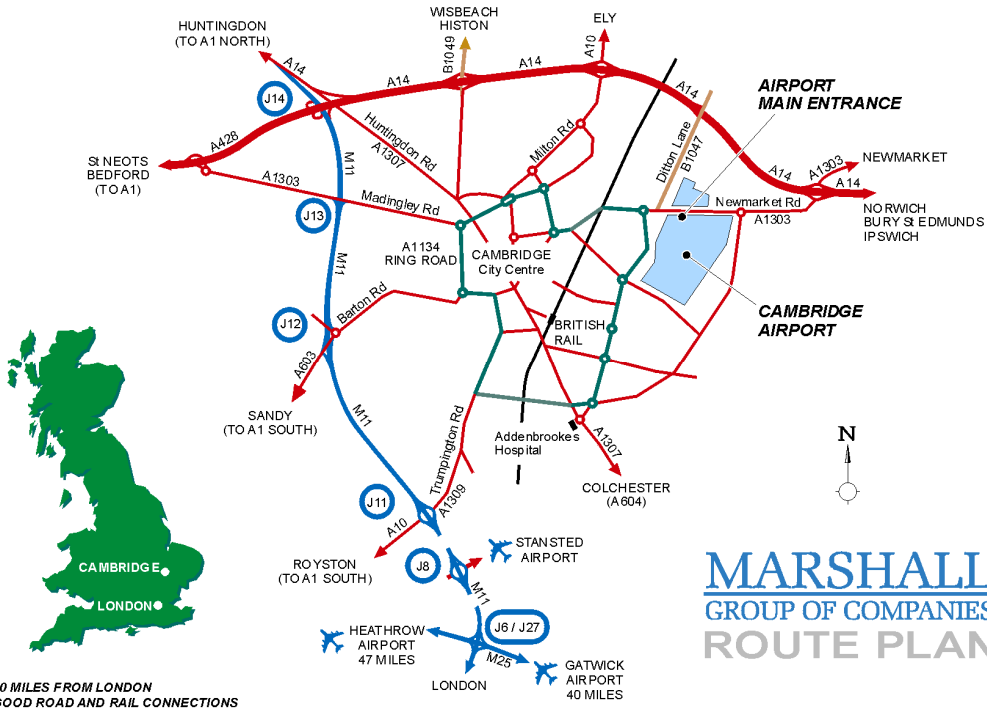 WISBEACH
HISTON
ELY
HUNTINGDON
(TO A1 NORTH)
A14
B1049
A10
A14
A14
A14
AIRPORT
MAIN ENTRANCE
J14
Huntingdon Rd
A1307
Milton Rd
Ditton Lane
B1047
A428
St NEOTS
BEDFORD
(TO A1)
M11
A1303
NEWMARKET
A14
A14
A1303
Madingley Rd
Newmarket Rd
A1303
NORWICH
BURY St EDMUNDS
IPSWICH
J13
A1134
RING ROAD
CAMBRIDGE
City Centre
M11
Barton Rd
CAMBRIDGE
AIRPORT
J12
BRITISH
RAIL
A603
SANDY
(TO A1 SOUTH)
M11
Trumpington Rd
A1309
Addenbrookes
Hospital
A1307
COLCHESTER
(A604)
N
J11
A10
ROYSTON
(TO A1 SOUTH)
STANSTED
AIRPORT
J8
M11
CAMBRIDGE
LONDON
MARSHALL
GROUP OF COMPANIES
ROUTE PLAN
J6 / J27
HEATHROW
AIRPORT
47 MILES
M25
GATWICK
AIRPORT
40 MILES
LONDON
0 MILES FROM LONDON
GOOD ROAD AND RAIL CONNECTIONS